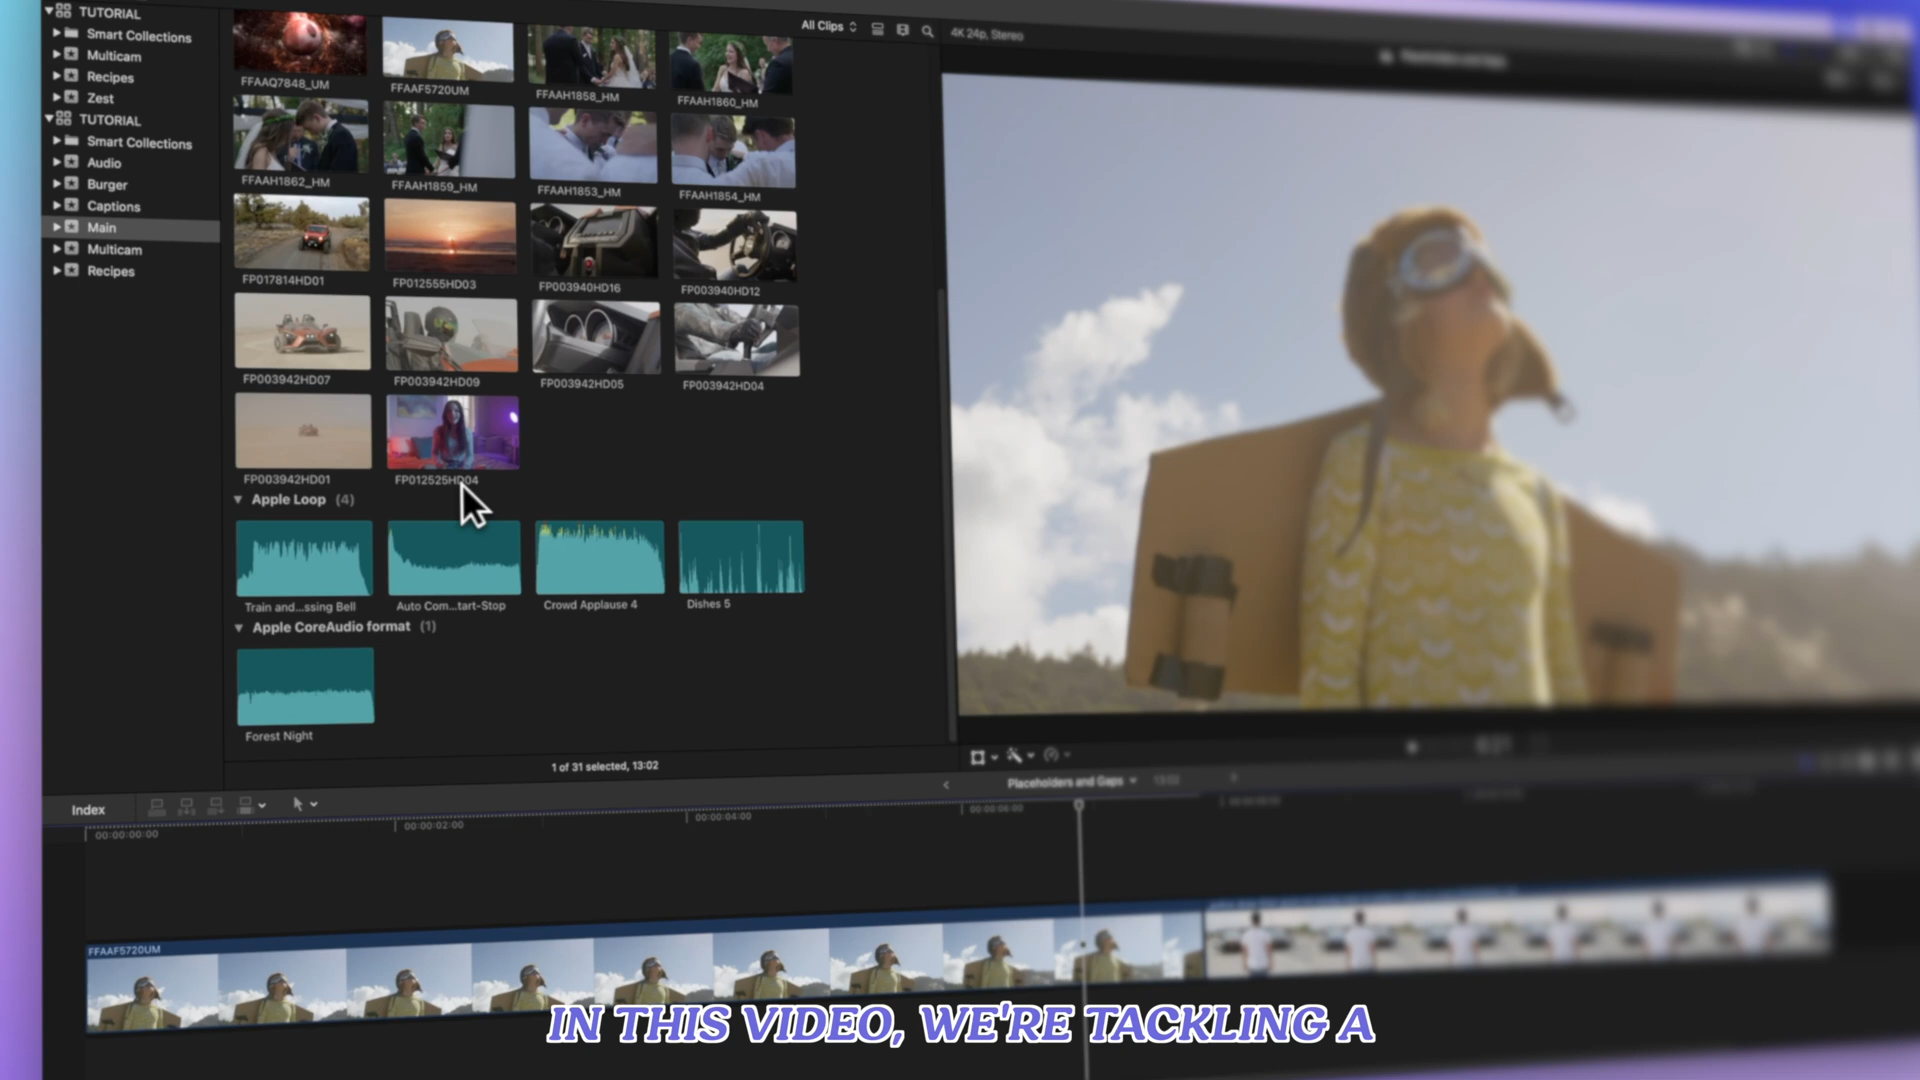 TUTORIAL
Smart Collections
Multicam
Recipes
Zest
TUTORIAL
Smart Collections
Audio
Burger
Captions
Main
Multicam
Recipes
All Clips
4K 24p, Stereo
FFAAQ7848_UM
FFAAF5720UM
FFAAH1858_HM
FFAAH1860_HM
FFAAH1862_HM
FFAAH1859_HM
FFAAH1853_HM
FFAAH1854_HM
FP017814HD01
FP012555HD03
FP003940HD16
FP003940HD12
FP003942HD07
FP003942HD09
FP003942HD05
FP003942HD04
FP003942HD01
FP012525HD04
Apple Loop (4)
Train and...ssing Bell
Auto Com...tart-Stop
Crowd Applause 4
Dishes 5
Apple CoreAudio format (1)
Forest Night
1 of 31 selected, 13:02
Index
Placeholders and Gaps
00:00:00:00
00:00:02:00
00:00:04:00
00:00:06:00
FFAAF5720UM
IN THIS VIDEO, WE'RE TACKLING A